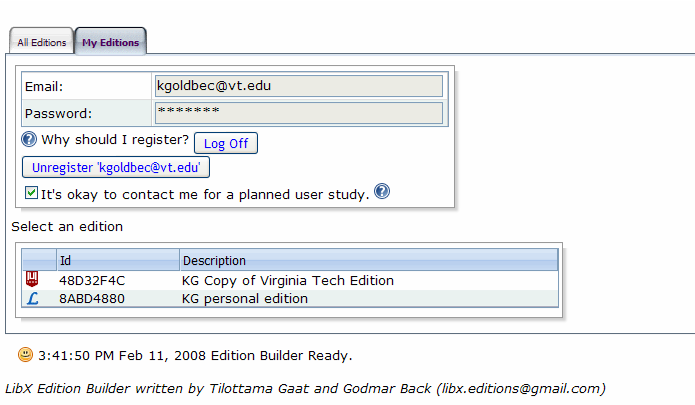 All Editions My Editions
Email: kgoldbec@vt.edu
Password: *******
Why should I register? Log Off
Unregister 'kgoldbec@vt.edu'
It's okay to contact me for a planned user study.
Select an edition
Id Description
48D32F4C KG Copy of Virginia Tech Edition
8ABD4880 KG personal edition
3:41:50 PM Feb 11, 2008 Edition Builder Ready.
LibX Edition Builder written by Tilottama Gaat and Godmar Back (libx.editions@gmail.com)